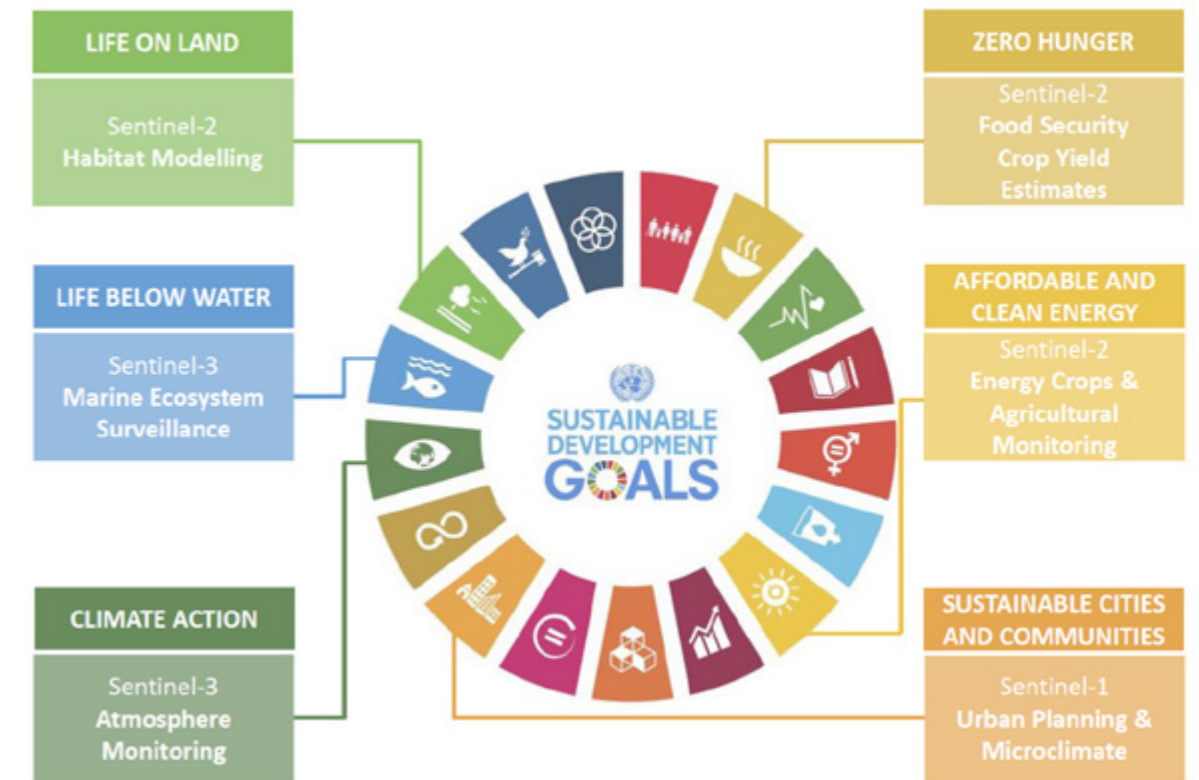 LIFE ON LAND
Sentinel-2
Habitat Modelling
LIFE BELOW WATER
Sentinel-3
Marine Ecosystem
Surveillance
CLIMATE ACTION
Sentinel-3
Atmosphere
Monitoring
SUSTAINABLE
DEVELOPMENT
GOALS
ZERO HUNGER
Sentinel-2
Food Security
Crop Yield
Estimates
AFFORDABLE AND
CLEAN ENERGY
Sentinel-2
Energy Crops &
Agricultural
Monitoring
SUSTAINABLE CITIES
AND COMMUNITIES
Sentinel-1
Urban Planning &
Microclimate